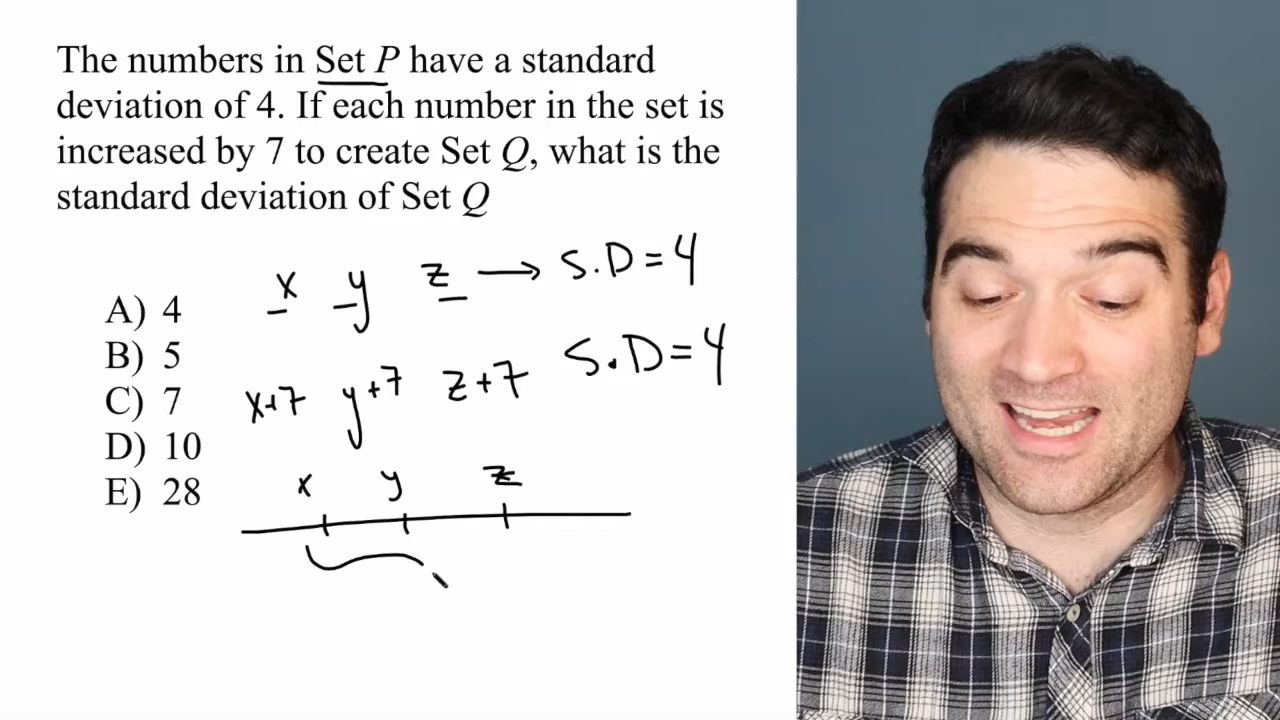 The numbers in Set P have a standard
deviation of 4. If each number in the set is
increased by 7 to create Set Q, what is the
standard deviation of Set Q
A) 4
B) 5
C) 7
D) 10
E) 28
x y z → S.D = 4
x+7 y+7 z+7 S.D = 4
x y z